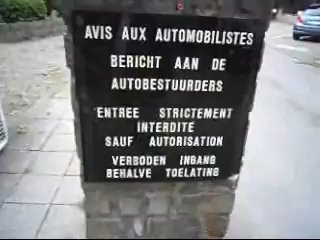 AVIS AUX AUTOMOBILISTES
BERICHT AAN DE
AUTOBESTUURDERS
ENTREE STRICTEMENT
INTERDITE
SAUF AUTORISATION
VERBODEN INGANG
BEHALVE TOELATING